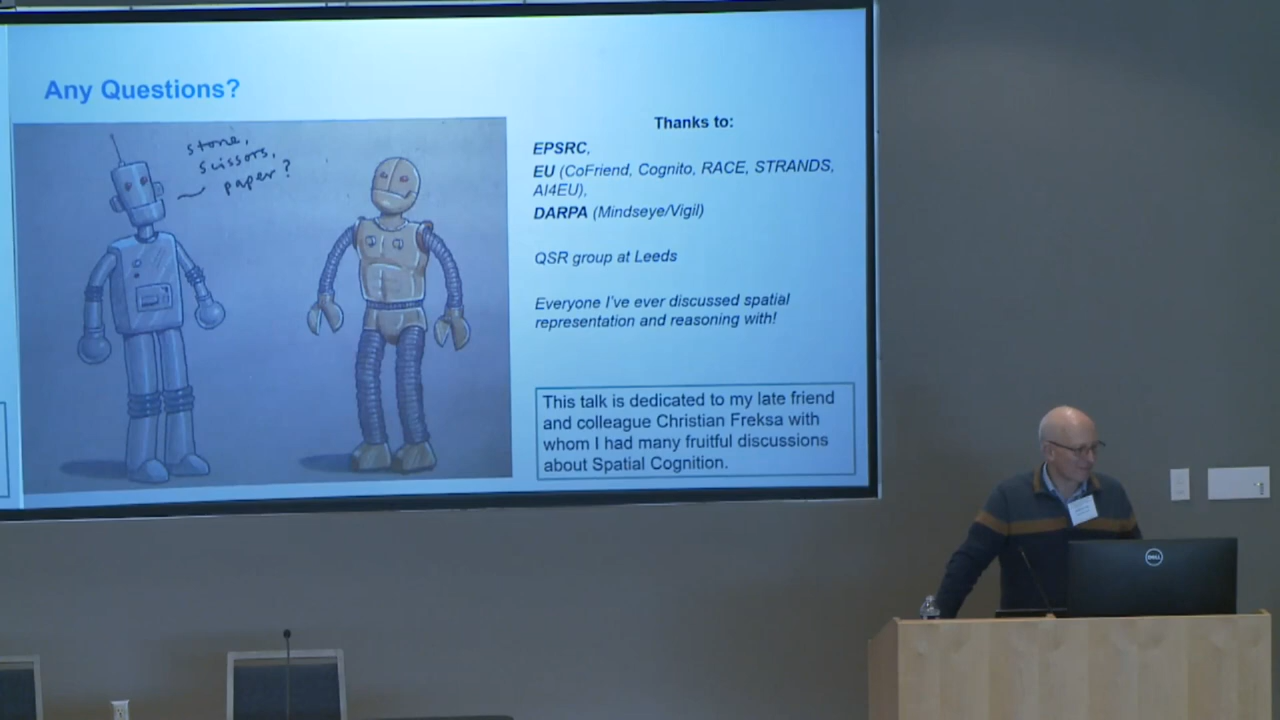 Any Questions?
stone,
scissors,
paper?
Thanks to:
EPSRC,
EU (CoFriend, Cognito, RACE, STRANDS,
AI4EU),
DARPA (Mindseye/Vigil)
QSR group at Leeds
Everyone I've ever discussed spatial
representation and reasoning with!
This talk is dedicated to my late friend
and colleague Christian Freksa with
whom I had many fruitful discussions
about Spatial Cognition.
DELL